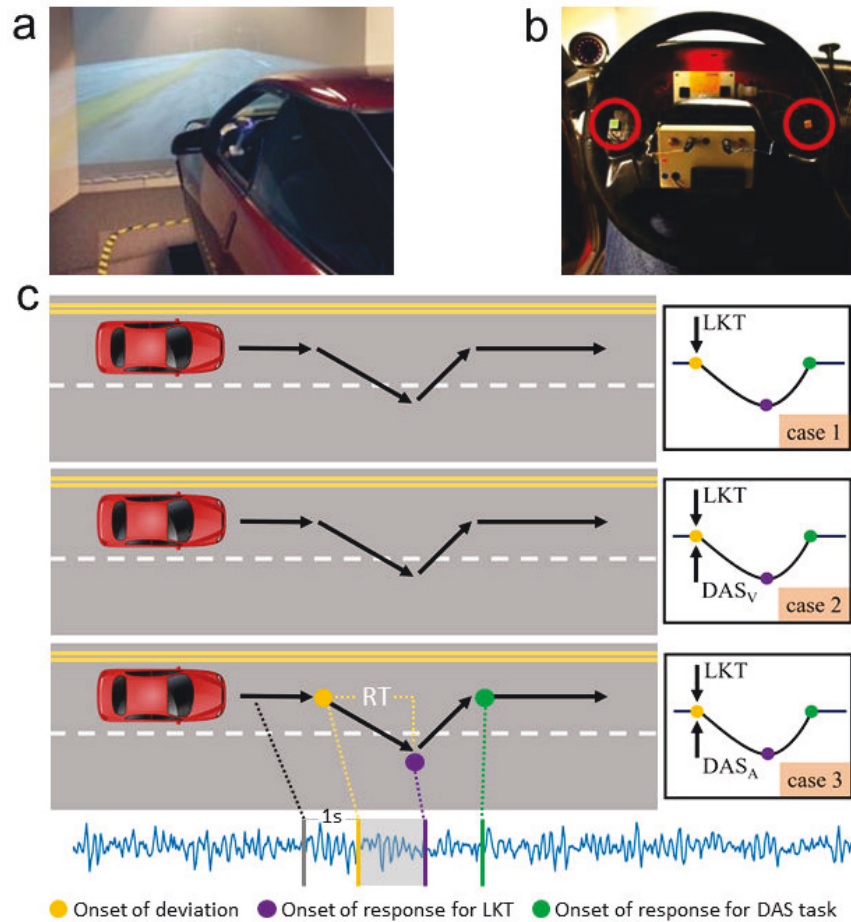 a
b
c
LKT
case 1
LKT
DASV
case 2
RT
LKT
DASA
case 3
1s
Onset of deviation
Onset of response for LKT
Onset of response for DAS task